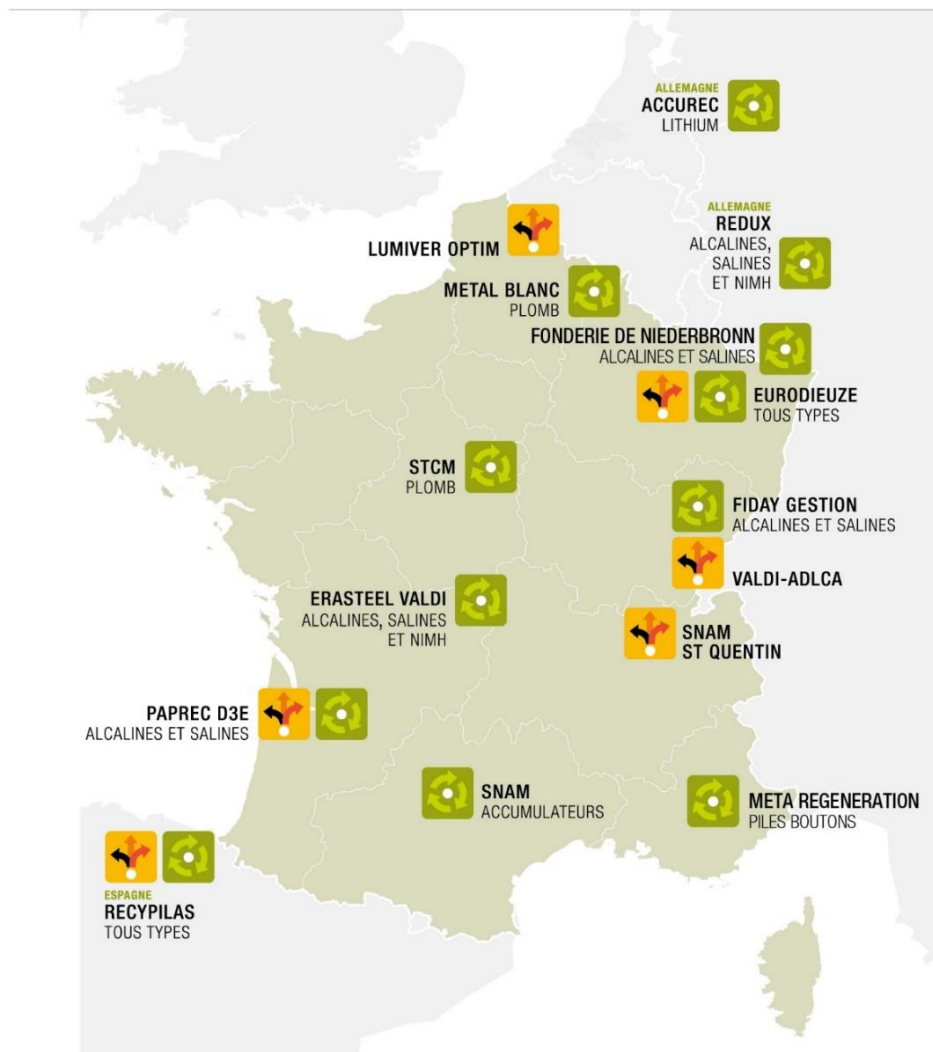 ALLEMAGNE
ACCUREC
LITHIUM
ALLEMAGNE
REDUX
ALCALINES,
SALINES
ET NIMH
LUMIVER OPTIM
METAL BLANC
PLOMB
FONDERIE DE NIEDERBRONN
ALCALINES ET SALINES
EURODIEUZE
TOUS TYPES
STCM
PLOMB
FIDAY GESTION
ALCALINES ET SALINES
VALDI-ADLCA
ERASTEEL VALDI
ALCALINES, SALINES
ET NIMH
SNAM
ST QUENTIN
PAPREC D3E
ALCALINES ET SALINES
SNAM
ACCUMULATEURS
META REGENERATION
PILES BOUTONS
ESPAGNE
RECYPILAS
TOUS TYPES